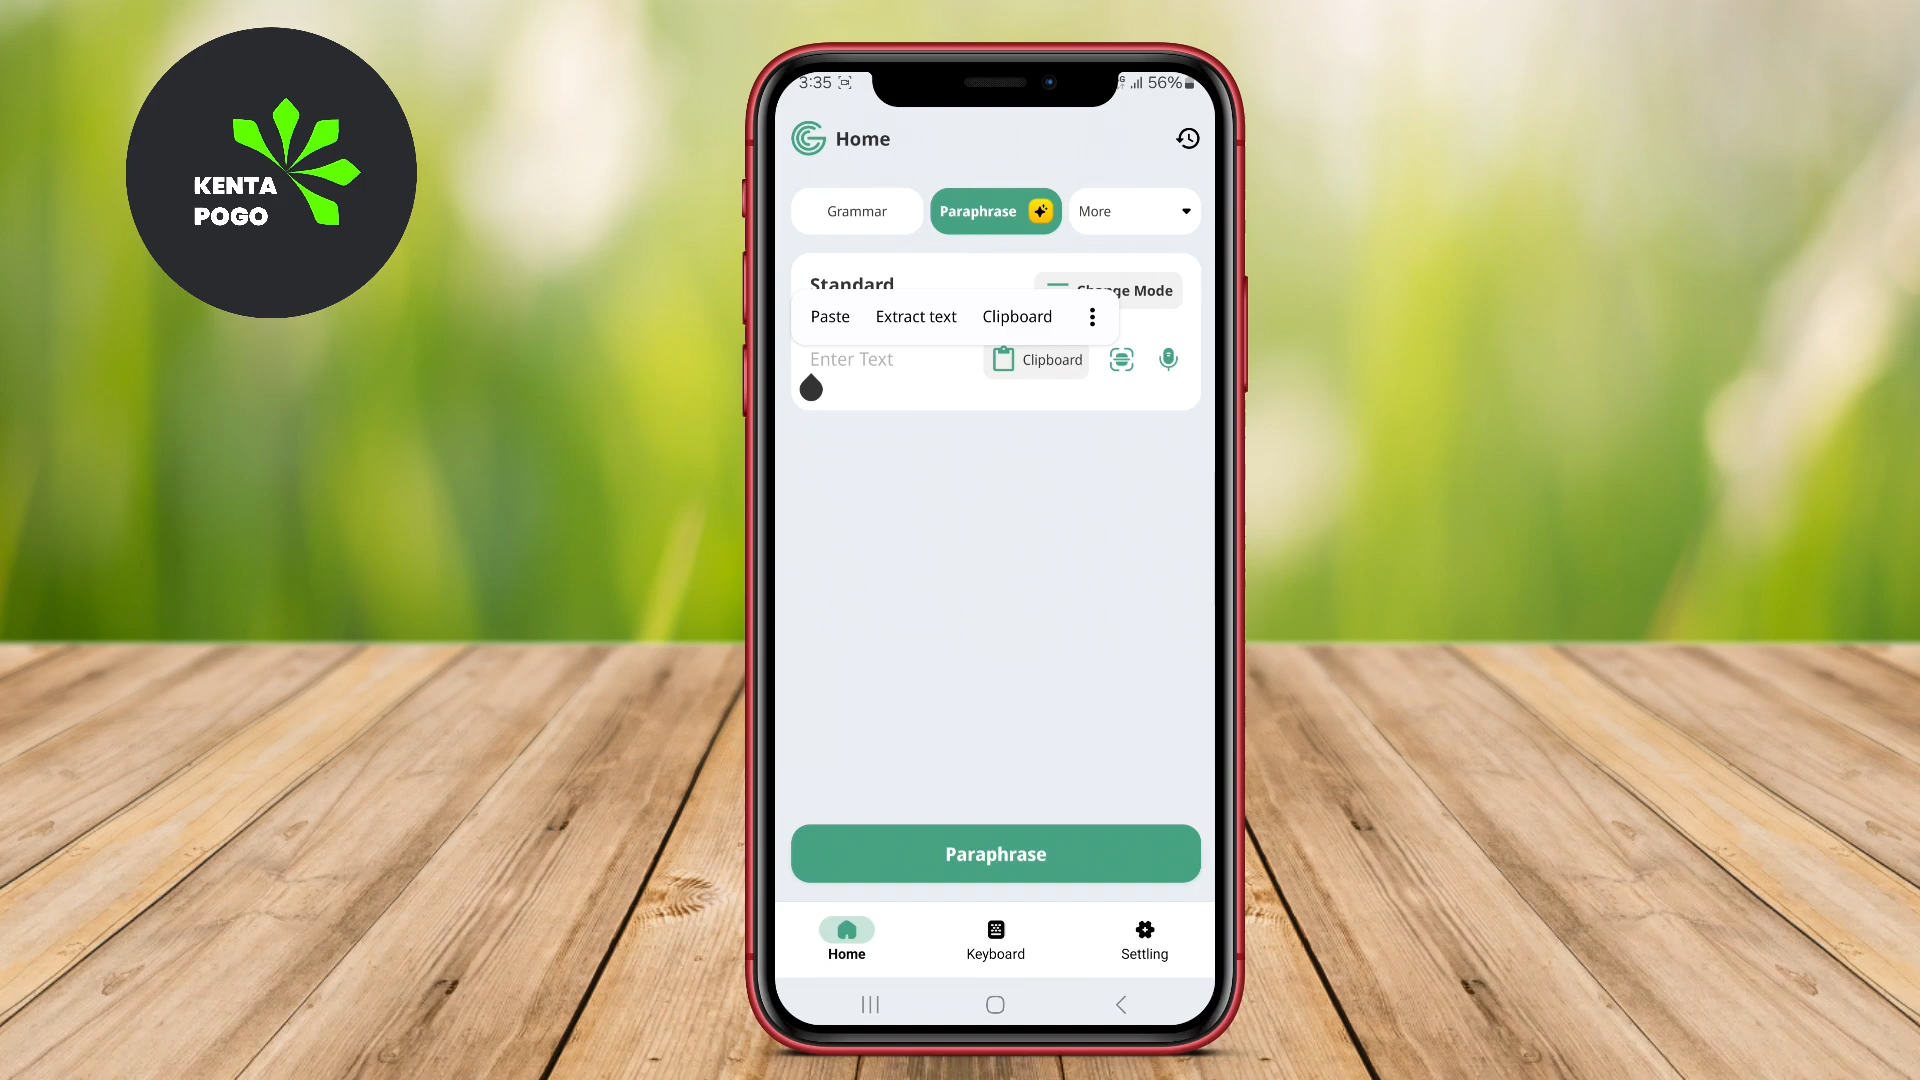 KENTA
POGO
3:35
56%
Home
Grammar
Paraphrase
More
Standard
Change Mode
Paste
Extract text
Clipboard
Enter Text
Clipboard
Paraphrase
Home
Keyboard
Settling